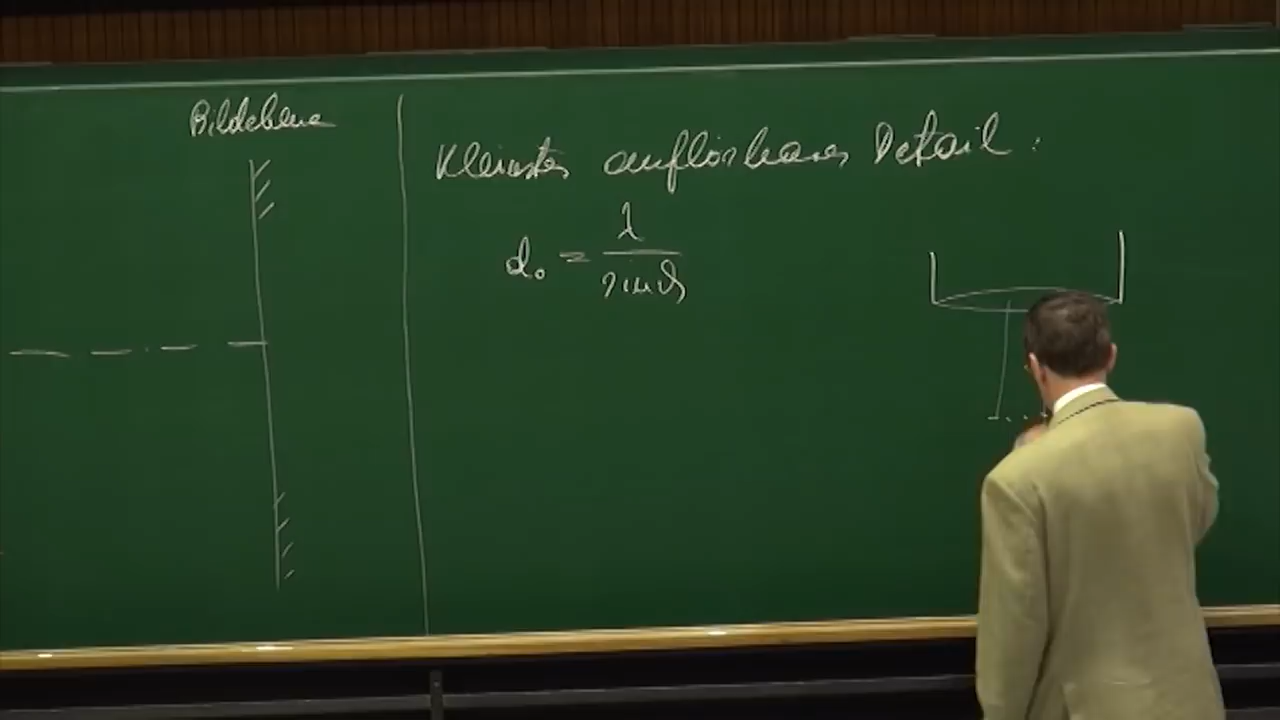 Bildebene
Kleinstes auflösbares Detail :
d₀ = λ / sin ϑ